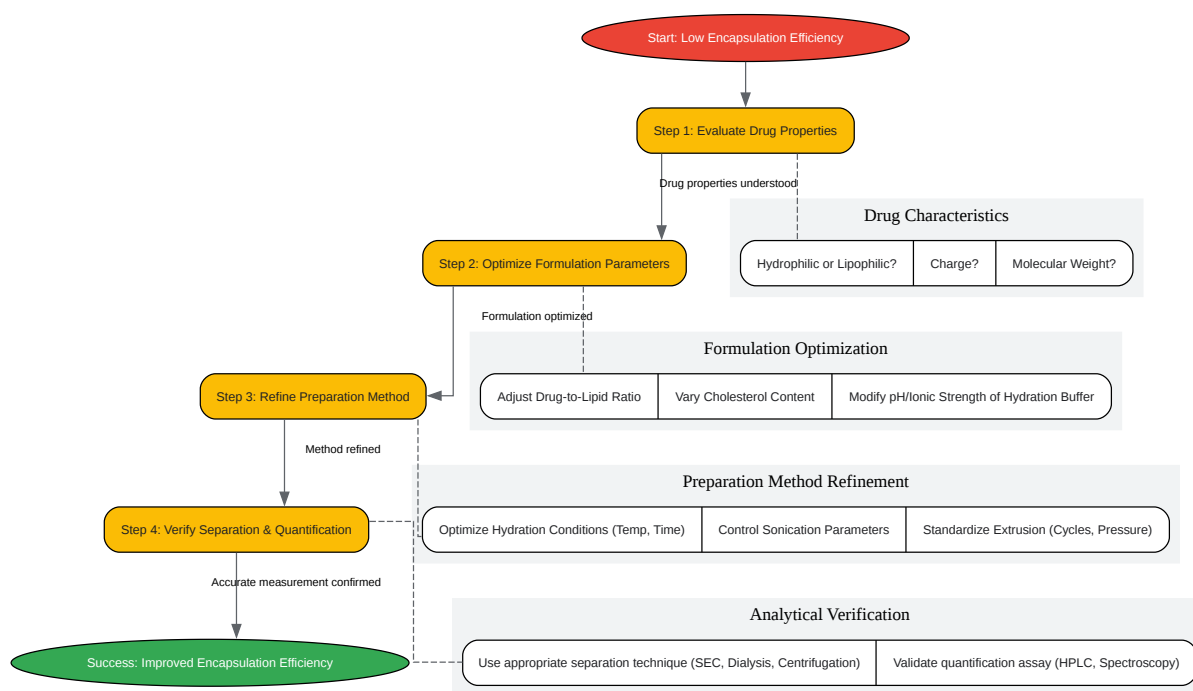 Start: Low Encapsulation Efficiency
Step 1: Evaluate Drug Properties
Drug properties understood
Drug Characteristics
Hydrophilic or Lipophilic?
Charge?
Molecular Weight?
Step 2: Optimize Formulation Parameters
Formulation optimized
Formulation Optimization
Adjust Drug-to-Lipid Ratio
Vary Cholesterol Content
Modify pH/Ionic Strength of Hydration Buffer
Step 3: Refine Preparation Method
Method refined
Preparation Method Refinement
Optimize Hydration Conditions (Temp, Time)
Control Sonication Parameters
Standardize Extrusion (Cycles, Pressure)
Step 4: Verify Separation & Quantification
Accurate measurement confirmed
Analytical Verification
Use appropriate separation technique (SEC, Dialysis, Centrifugation)
Validate quantification assay (HPLC, Spectroscopy)
Success: Improved Encapsulation Efficiency